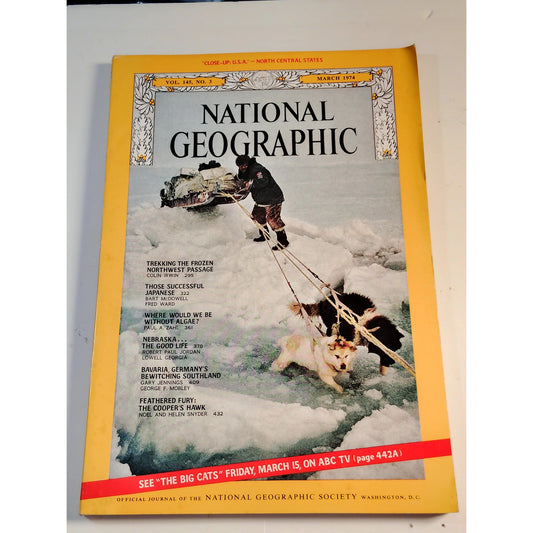 "CLOSE-UP: U.S.A."—NORTH CENTRAL STATES
VOL. 145, NO. 3
MARCH 1974
NATIONAL
GEOGRAPHIC
TREKKING THE FROZEN
NORTHWEST PASSAGE
COLIN IRWIN 295
THOSE SUCCESSFUL
JAPANESE 323
BART McDOWELL
FRED WARD
WHERE WOULD WE BE
WITHOUT ALGAE?
PAUL A. ZAHL 361
NEBRASKA...
THE GOOD LIFE 378
ROBERT PAUL JORDAN
LOWELL GEORGIA
BAVARIA, GERMANY'S
BEWITCHING SOUTHLAND
GARY JENNINGS 409
GEORGE F. MOBLEY
FEATHERED FURY:
THE COOPER'S HAWK
NOEL AND HELEN SNYDER 432
SEE "THE BIG CATS" FRIDAY, MARCH 15, ON ABC TV (page 442A)
OFFICIAL JOURNAL OF THE NATIONAL GEOGRAPHIC SOCIETY WASHINGTON, D.C.